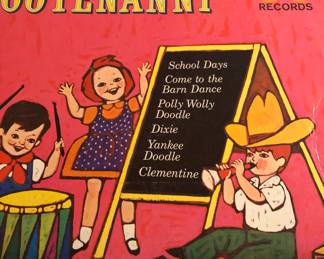 OOTENANNY
RECORDS
School Days
Come to the
Barn Dance
Polly Wolly
Doodle
Dixie
Yankee
Doodle
Clementine